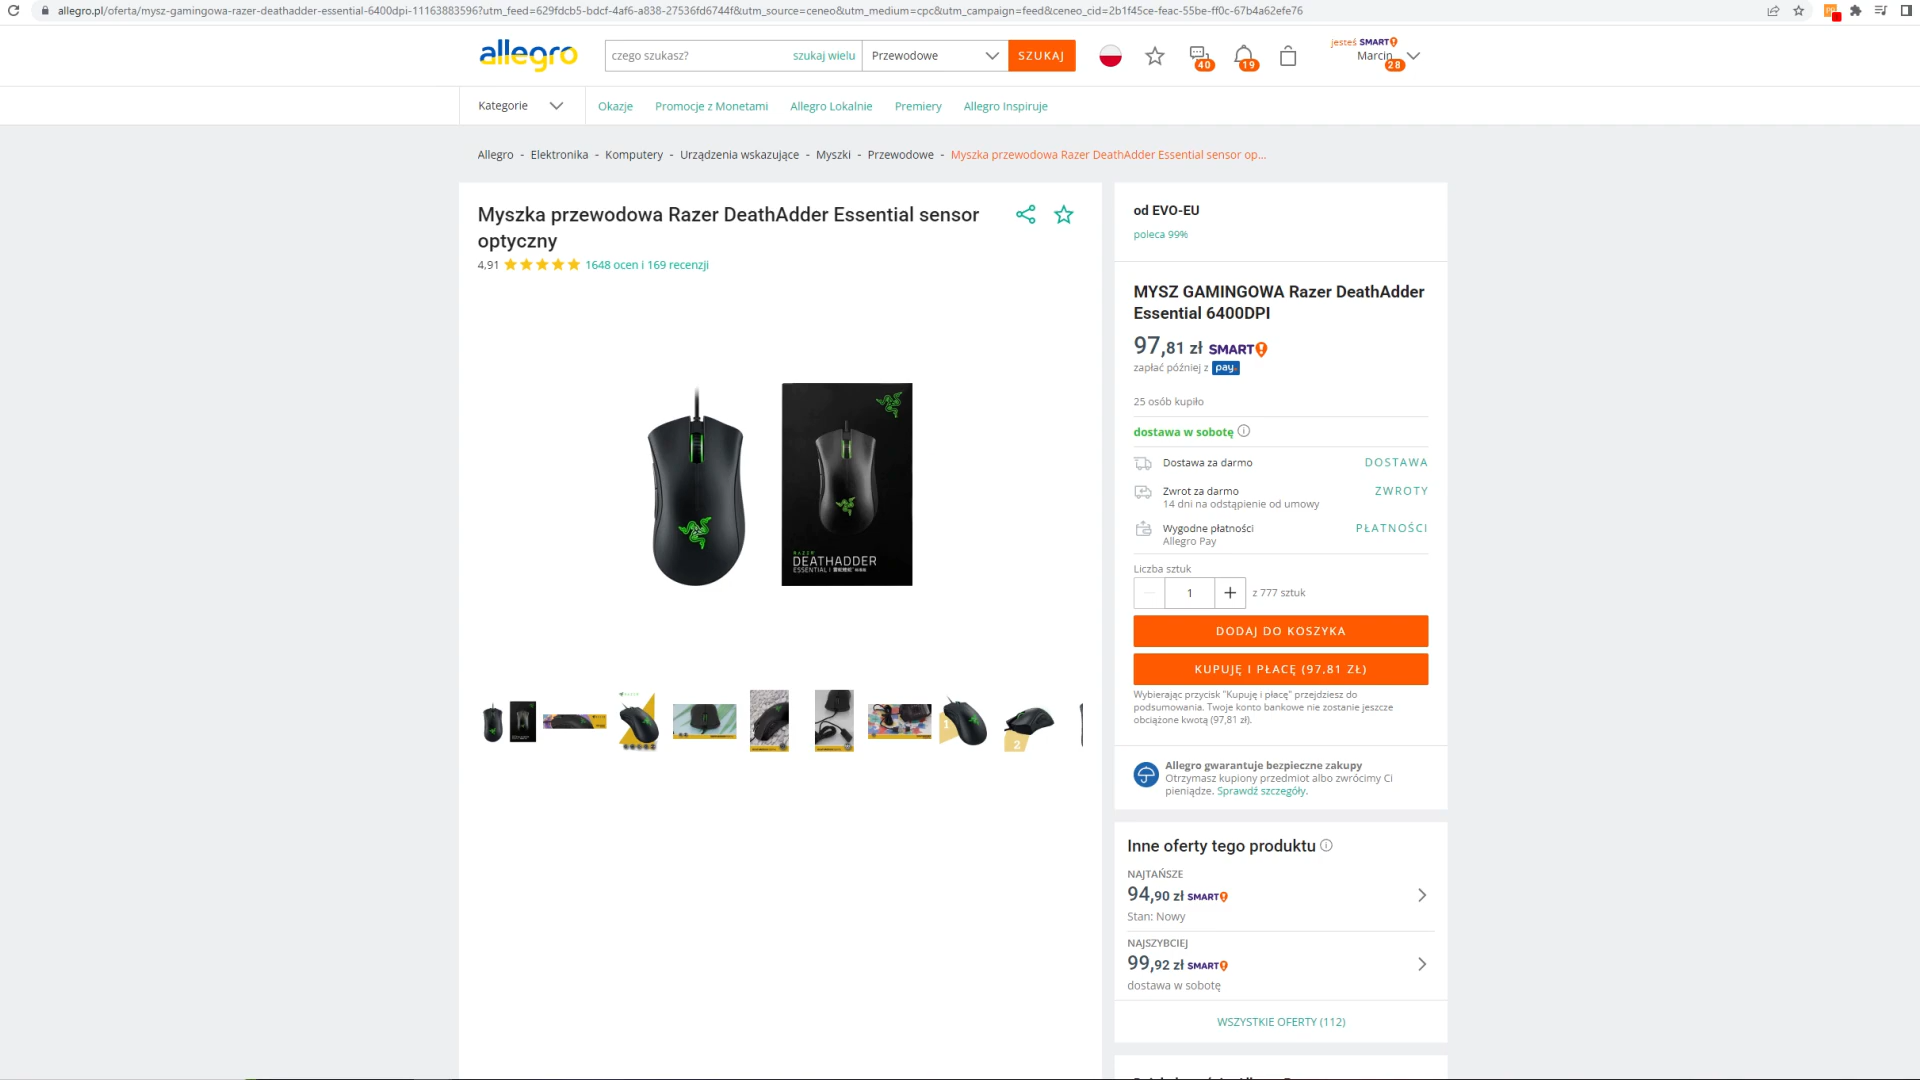 allegro.pl/oferta/mysz-gamingowa-razer-deathadder-essential-6400dpi-11163883596?utm_feed=629fdcb5-bdcf-4af6-a838-27536fd6744f&utm_source=ceneo&utm_medium=cpc&utm_campaign=feed&ceneo_cid=2b1f45ce-feac-55be-ff0c-67b4a62efe76
allegro
czego szukasz?
szukaj wielu
Przewodowe
SZUKAJ
40
19
jesteś SMART!
Marcin
28
Kategorie
Okazje
Promocje z Monetami
Allegro Lokalnie
Premiery
Allegro Inspiruje
Allegro - Elektronika - Komputery - Urządzenia wskazujące - Myszki - Przewodowe - Myszka przewodowa Razer DeathAdder Essential sensor op...
Myszka przewodowa Razer DeathAdder Essential sensor
optyczny
4,91
1648 ocen i 169 recenzji
RAZER
DEATHADDER
ESSENTIAL
1
2
od EVO-EU
poleca 99%
MYSZ GAMINGOWA Razer DeathAdder
Essential 6400DPI
97,81 zł SMART!
zapłać później z pay
25 osób kupiło
dostawa w sobotę
Dostawa za darmo
DOSTAWA
Zwrot za darmo
14 dni na odstąpienie od umowy
ZWROTY
Wygodne płatności
Allegro Pay
PŁATNOŚCI
Liczba sztuk
1
z 777 sztuk
DODAJ DO KOSZYKA
KUPUJĘ I PŁACĘ (97,81 ZŁ)
Wybierając przycisk "Kupuję i płacę" przejdziesz do
podsumowania. Twoje konto bankowe nie zostanie jeszcze
obciążone kwotą (97,81 zł).
Allegro gwarantuje bezpieczne zakupy
Otrzymasz kupiony przedmiot albo zwrócimy Ci
pieniądze. Sprawdź szczegóły.
Inne oferty tego produktu
NAJTAŃSZE
94,90 zł SMART!
Stan: Nowy
NAJSZYBCIEJ
99,92 zł SMART!
dostawa w sobotę
WSZYSTKIE OFERTY (112)